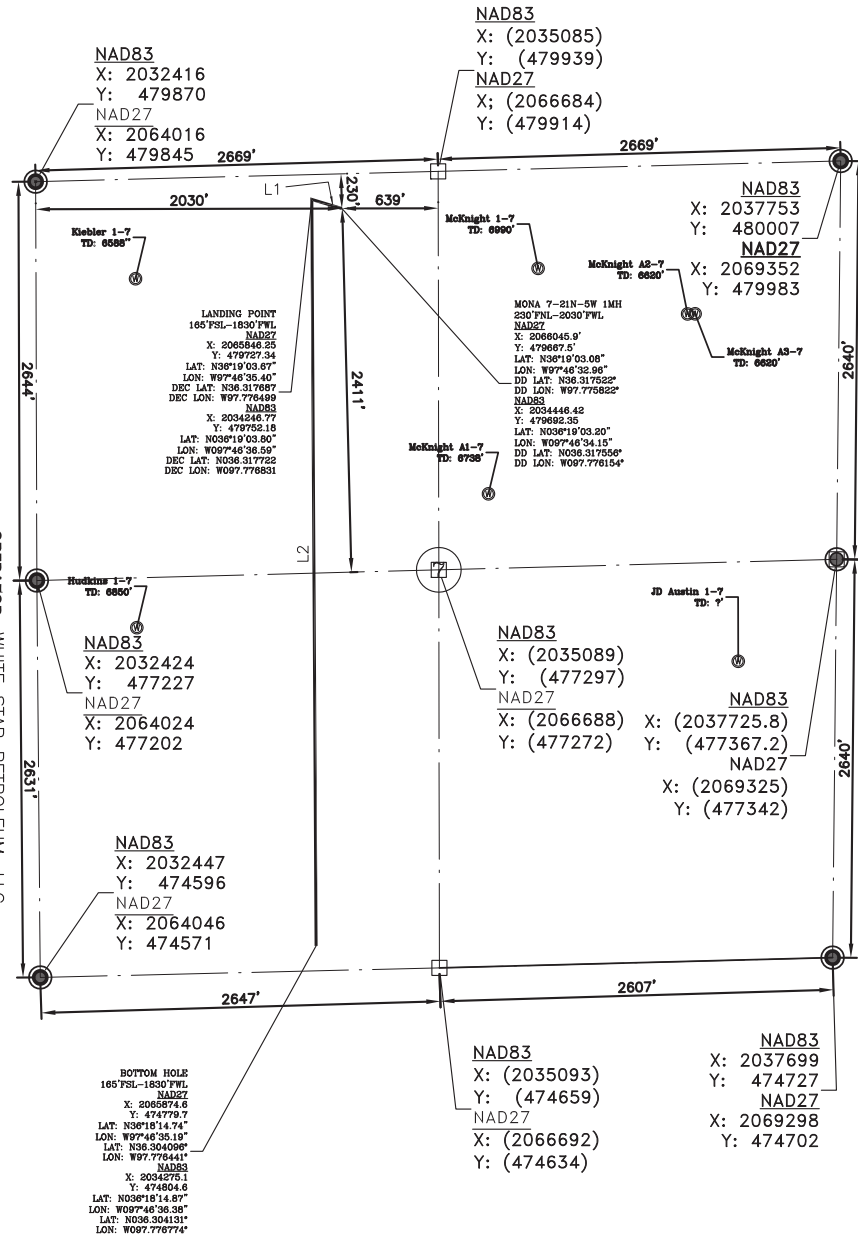 NAD83
X: (2035085)
Y: (479939)
NAD27
X; (2066684)
Y: (479914)
NAD83
X: 2032416
Y: 479870
NAD27
X: 2064016
Y: 479845
2669'
2669'
L1
230'
2030'
639'
NAD83
X: 2037753
Y: 480007
NAD27
X: 2069352
Y: 479983
Kiebler 1-7
TD: 6588"
McKnight 1-7
TD: 6990'
McKnight A2-7
TD: 6620'
McKnight A3-7
TD: 6620'
LANDING POINT
165'FSL-1830'FWL
NAD27
X: 2065846.25
Y: 479727.34
LAT: N36°19'03.67"
LON: W97°46'35.40"
DEC LAT: N36.317687
DEC LON: W97.776499
NAD83
X: 2034246.77
Y: 479752.18
LAT: N036°19'03.80"
LON: W097°46'36.59"
DEC LAT: N036.317722
DEC LON: W097.776831
MONA 7-21N-5W 1MH
230'FNL-2030'FWL
NAD27
X: 2066045.9'
Y: 479667.5'
LAT: N36°19'03.08"
LON: W97°46'32.96"
DD LAT: N36.317522°
DD LON: W97.775822°
NAD83
X: 2034446.42
Y: 479692.35
LAT: N036°19'03.20"
LON: W097°46'34.15"
DD LAT: N036.317556°
DD LON: W097.776154°
2644'
2411'
2640'
McKnight A1-7
TD: 6738'
L2
7
Hudkins 1-7
TD: 6850'
JD Austin 1-7
TD: ?'
NAD83
X: 2032424
Y: 477227
NAD27
X: 2064024
Y: 477202
NAD83
X: (2035089)
Y: (477297)
NAD27
X: (2066688)
Y: (477272)
NAD83
X: (2037725.8)
Y: (477367.2)
NAD27
X: (2069325)
Y: (477342)
2631'
2640'
NAD83
X: 2032447
Y: 474596
NAD27
X: 2064046
Y: 474571
2647'
2607'
BOTTOM HOLE
165'FSL-1830'FWL
NAD27
X: 2065874.6
Y: 474779.7
LAT: N36°18'14.74"
LON: W97°46'35.19"
LAT: N36.304096°
LON: W97.776441°
NAD83
X: 2034275.1
Y: 474804.6
LAT: N036°18'14.87"
LON: W097°46'36.38"
LAT: N036.304131°
LON: W097.776774°
NAD83
X: (2035093)
Y: (474659)
NAD27
X: (2066692)
Y: (474634)
NAD83
X: 2037699
Y: 474727
NAD27
X: 2069298
Y: 474702